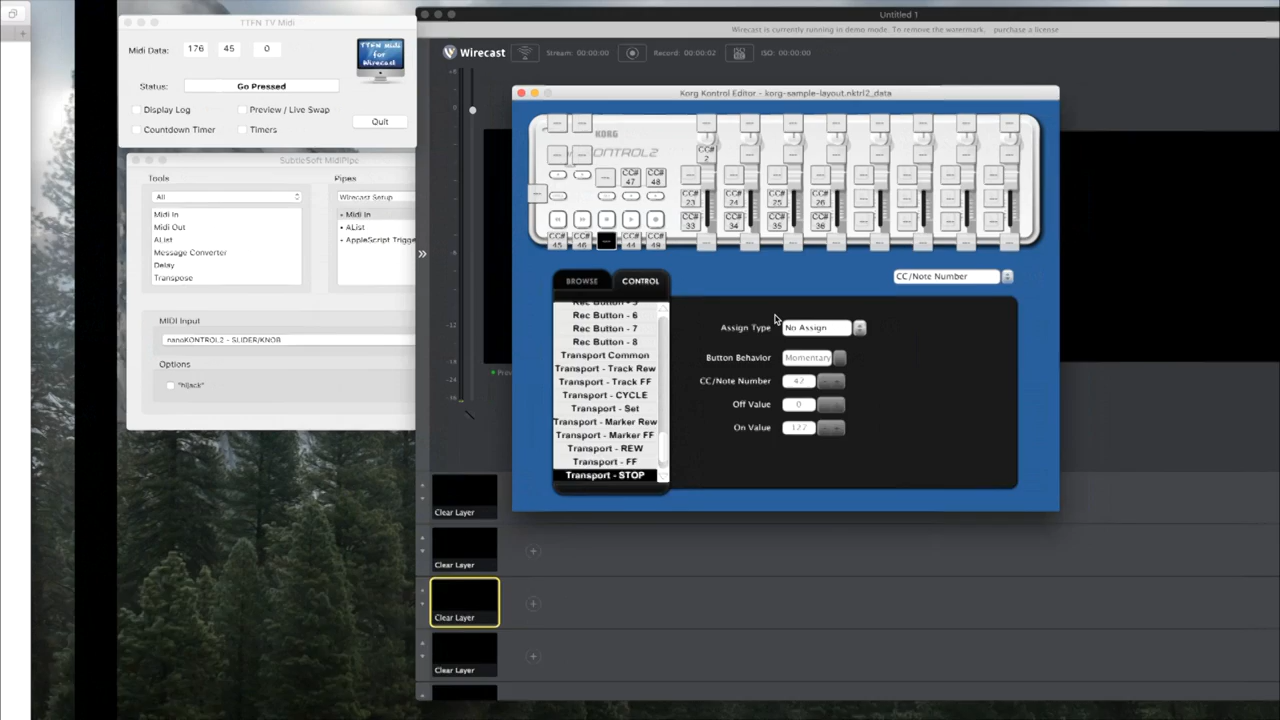 TTFN TV Midi
Midi Data: 176 45 0
TTFN Midi
for
Wirecast
Status: Go Pressed
Display Log Preview / Live Swap
Countdown Timer Timers
Quit
SubtleSoft MidiPipe
Tools Pipes
All Wirecast Setup
Midi In
Midi Out
AList
Message Converter
Delay
Transpose
Midi In
AList
AppleScript Trigge
MIDI Input
nanoKONTROL2 - SLIDER/KNOB
Options
"hijack"
Untitled 1
Wirecast is currently running in demo mode. To remove the watermark, purchase a license
Wirecast Stream: 00:00:00 Record: 00:00:02 ISO: 00:00:00
Korg Kontrol Editor - korg-sample-layout.nktrl2_data
KORG
ONTROL2
CC#
2
CC#
47
CC#
48
CC#
23
CC#
24
CC#
25
CC#
26
CC#
33
CC#
34
CC#
35
CC#
36
CC#
45
CC#
46
CC#
44
CC#
49
BROWSE CONTROL
CC/Note Number
Rec Button - 5
Rec Button - 6
Rec Button - 7
Rec Button - 8
Transport Common
Transport - Track Rew
Transport - Track FF
Transport - CYCLE
Transport - Set
Transport - Marker Rew
Transport - Marker FF
Transport - REW
Transport - FF
Transport - STOP
Assign Type No Assign
Button Behavior Momentary
CC/Note Number 42
Off Value 0
On Value 127
Clear Layer
Clear Layer
Clear Layer
Clear Layer